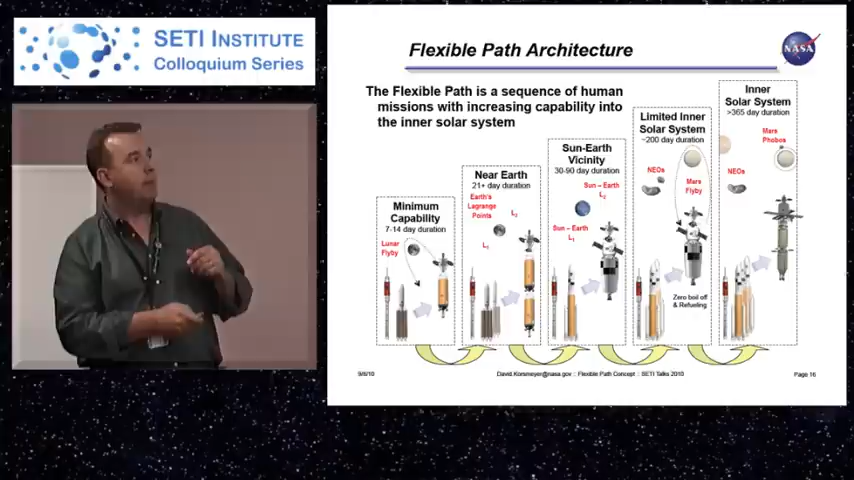 SETI INSTITUTE
Colloquium Series
Flexible Path Architecture
NASA
The Flexible Path is a sequence of human
missions with increasing capability into
the inner solar system
Minimum
Capability
7-14 day duration
Lunar
Flyby
Near Earth
21+ day duration
Earth's
Lagrange
Points
L2
L1
Sun-Earth
Vicinity
30-90 day duration
Sun – Earth
L2
Sun – Earth
L1
Limited Inner
Solar System
~200 day duration
NEOs
Mars
Flyby
Zero boil off
& Refueling
Inner
Solar System
>365 day duration
Mars
Phobos
NEOs
9/8/10
David.Korsmeyer@nasa.gov :: Flexible Path Concept :: SETI Talks 2010
Page 16